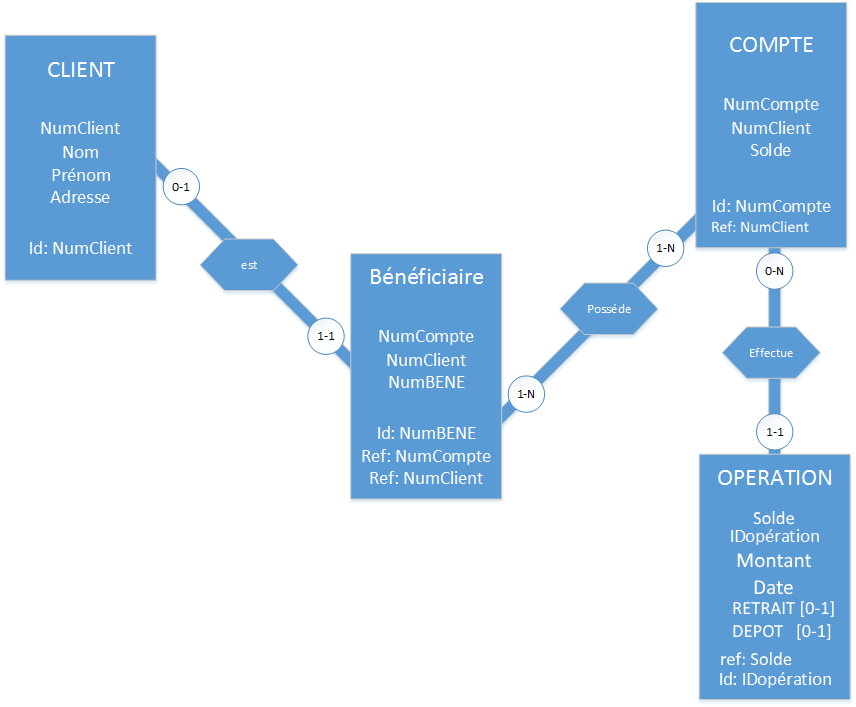 CLIENT
NumClient
Nom
Prénom
Adresse
Id: NumClient
0-1
est
1-1
Bénéficiaire
NumCompte
NumClient
NumBENE
Id: NumBENE
Ref: NumCompte
Ref: NumClient
1-N
Posséde
1-N
COMPTE
NumCompte
NumClient
Solde
Id: NumCompte
Ref: NumClient
0-N
Effectue
1-1
OPERATION
Solde
IDopération
Montant
Date
RETRAIT [0-1]
DEPOT [0-1]
ref: Solde
Id: IDopération